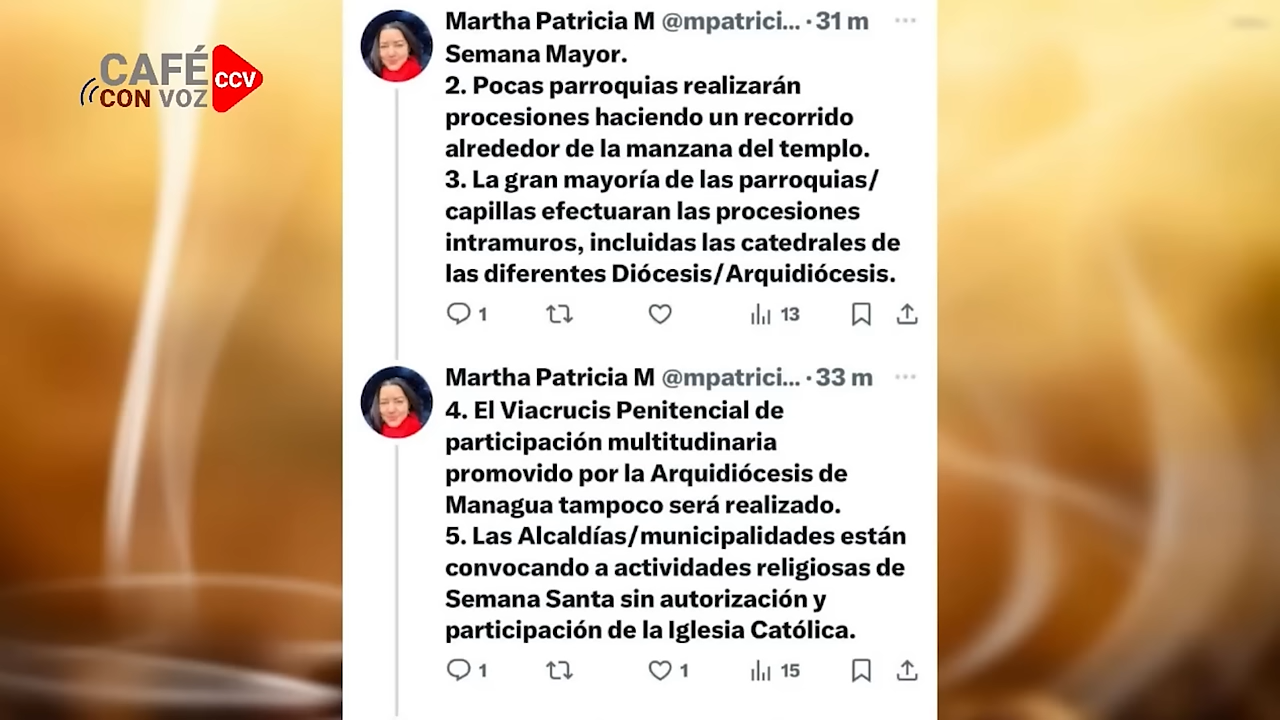 CAFÉ
CON VOZ
CCV
Martha Patricia M @mpatrici... · 31 m
Semana Mayor.
2. Pocas parroquias realizarán
procesiones haciendo un recorrido
alrededor de la manzana del templo.
3. La gran mayoría de las parroquias/
capillas efectuaran las procesiones
intramuros, incluidas las catedrales de
las diferentes Diócesis/Arquidiócesis.
1 13
Martha Patricia M @mpatrici... · 33 m
4. El Viacrucis Penitencial de
participación multitudinaria
promovido por la Arquidiócesis de
Managua tampoco será realizado.
5. Las Alcaldías/municipalidades están
convocando a actividades religiosas de
Semana Santa sin autorización y
participación de la Iglesia Católica.
1 1 15